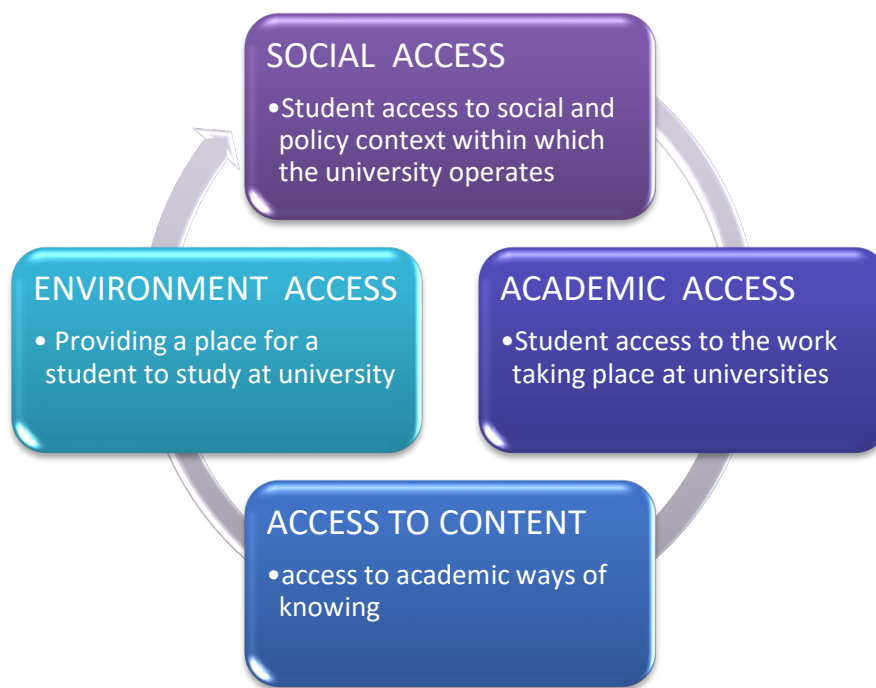 SOCIAL ACCESS
•Student access to social and
policy context within which
the university operates
ENVIRONMENT ACCESS
• Providing a place for a
student to study at university
ACADEMIC ACCESS
•Student access to the work
taking place at universities
ACCESS TO CONTENT
•access to academic ways of
knowing